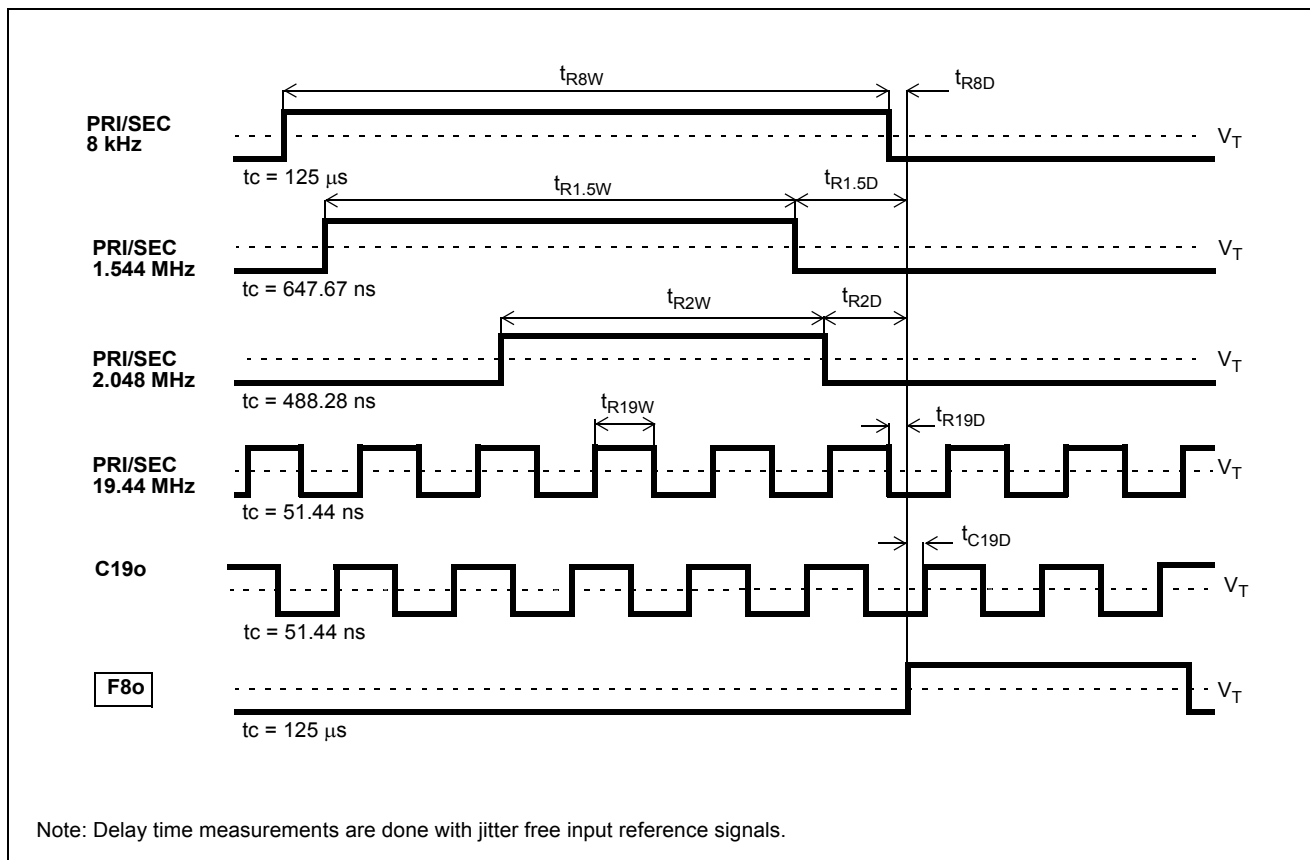 tR8W
tR8D
PRI/SEC
8 kHz
VT
tc = 125 μs
tR1.5W
tR1.5D
PRI/SEC
1.544 MHz
VT
tc = 647.67 ns
tR2W
tR2D
PRI/SEC
2.048 MHz
VT
tc = 488.28 ns
tR19W
tR19D
PRI/SEC
19.44 MHz
VT
tc = 51.44 ns
tC19D
C19o
VT
tc = 51.44 ns
F8o
VT
tc = 125 μs
Note: Delay time measurements are done with jitter free input reference signals.